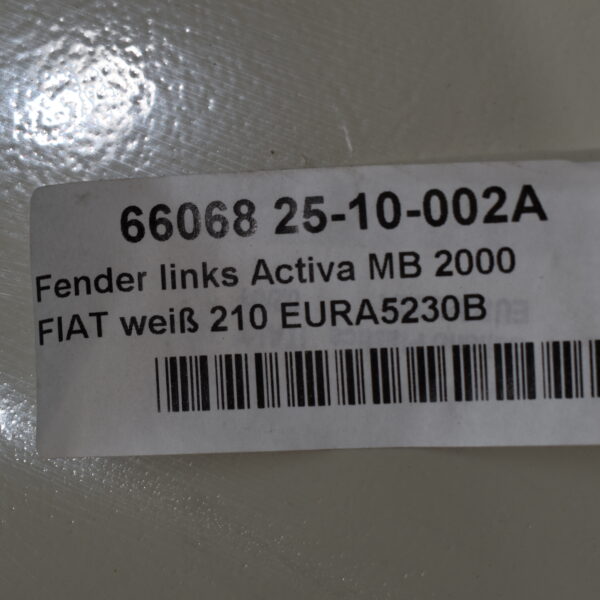 66068 25-10-002A
Fender links Activa MB 2000
FIAT weiß 210 EURA5230B